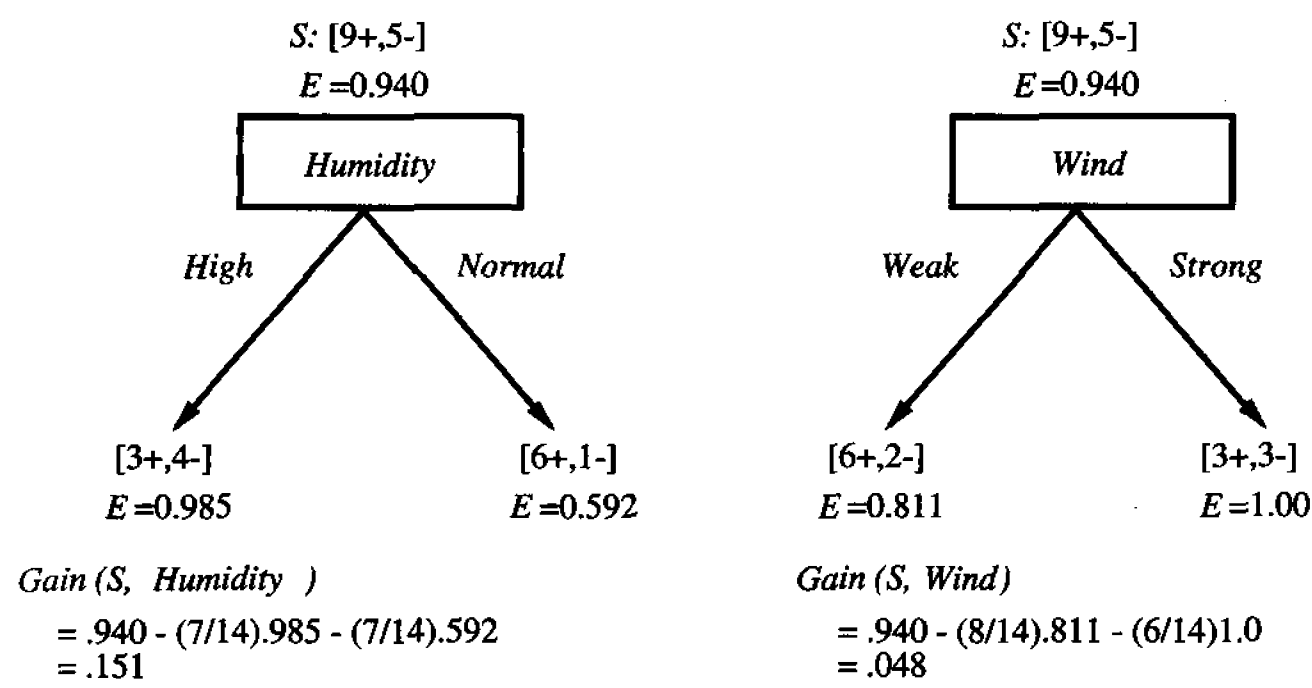 S: [9+,5-]
E =0.940
Humidity
High
Normal
[3+,4-]
E =0.985
[6+,1-]
E =0.592
Gain (S, Humidity )
= .940 - (7/14).985 - (7/14).592
= .151
S: [9+,5-]
E =0.940
Wind
Weak
Strong
[6+,2-]
E =0.811
[3+,3-]
E =1.00
Gain (S, Wind)
= .940 - (8/14).811 - (6/14)1.0
= .048